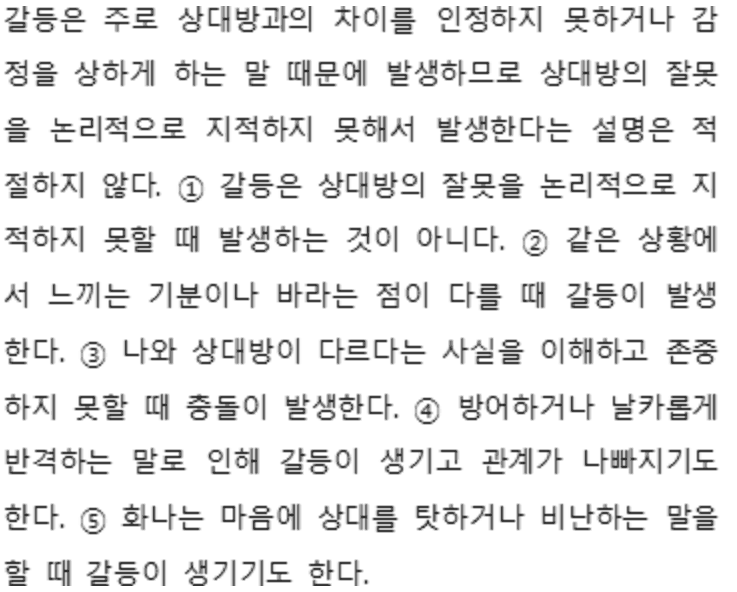 갈등은 주로 상대방과의 차이를 인정하지 못하거나 감
정을 상하게 하는 말 때문에 발생하므로 상대방의 잘못
을 논리적으로 지적하지 못해서 발생한다는 설명은 적
절하지 않다. ① 갈등은 상대방의 잘못을 논리적으로 지
적하지 못할 때 발생하는 것이 아니다. ② 같은 상황에
서 느끼는 기분이나 바라는 점이 다를 때 갈등이 발생
한다. ③ 나와 상대방이 다르다는 사실을 이해하고 존중
하지 못할 때 충돌이 발생한다. ④ 방어하거나 날카롭게
반격하는 말로 인해 갈등이 생기고 관계가 나빠지기도
한다. ⑤ 화나는 마음에 상대를 탓하거나 비난하는 말을
할 때 갈등이 생기기도 한다.